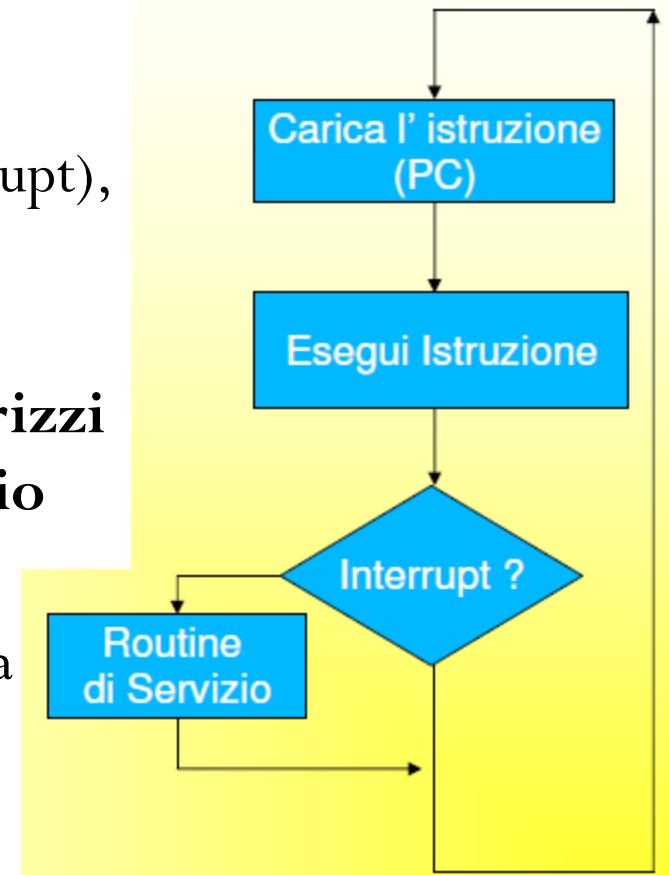 Carica l' istruzione
(PC)
upt),
Esegui Istruzione
rizzi
io
Interrupt ?
Routine
di Servizio
a